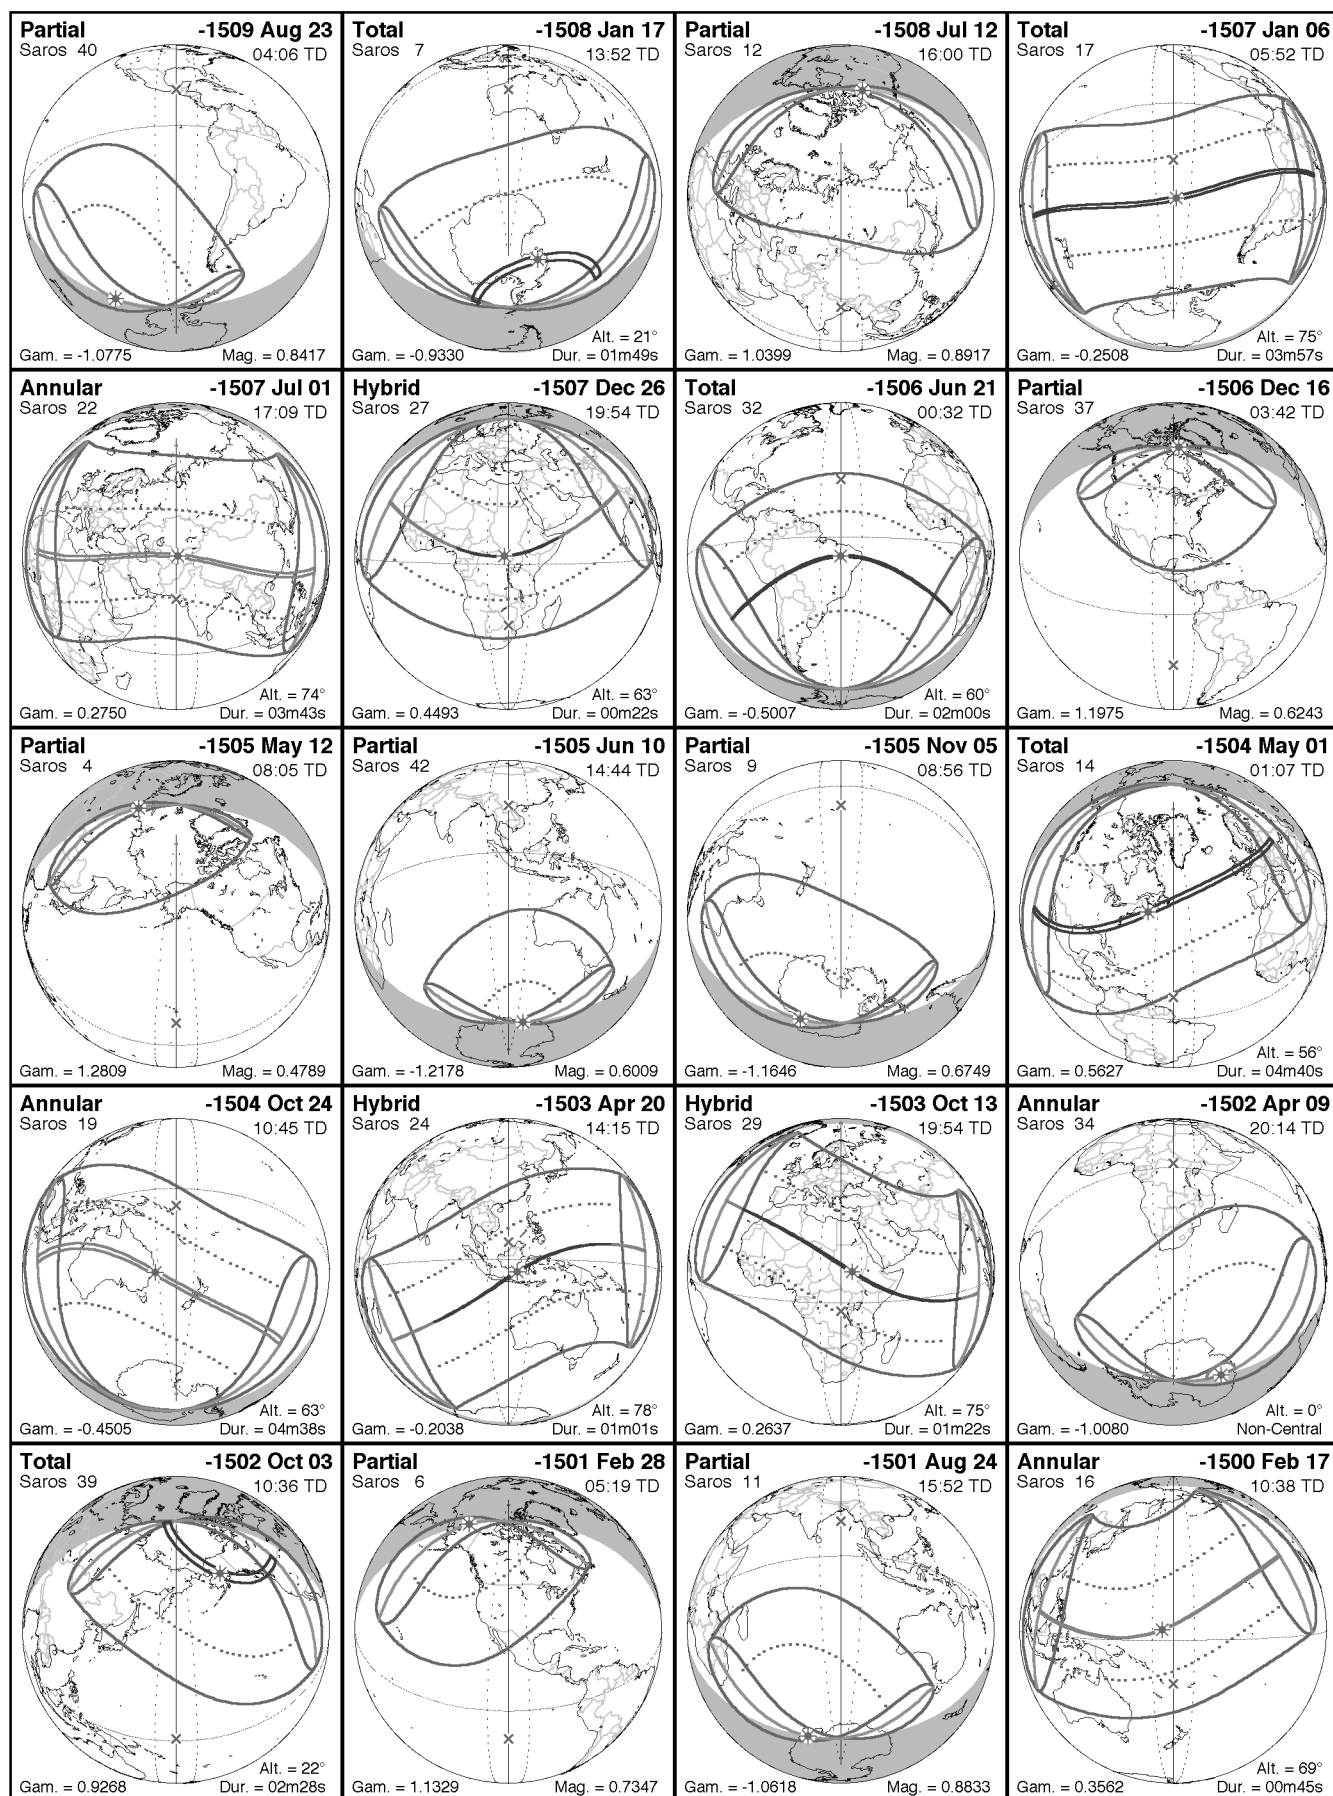 Partial -1509 Aug 23
Saros 40 04:06 TD
Gam. = -1.0775 Mag. = 0.8417
Total -1508 Jan 17
Saros 7 13:52 TD
Alt. = 21°
Gam. = -0.9330 Dur. = 01m49s
Partial -1508 Jul 12
Saros 12 16:00 TD
Gam. = 1.0399 Mag. = 0.8917
Total -1507 Jan 06
Saros 17 05:52 TD
Alt. = 75°
Gam. = -0.2508 Dur. = 03m57s
Annular -1507 Jul 01
Saros 22 17:09 TD
Alt. = 74°
Gam. = 0.2750 Dur. = 03m43s
Hybrid -1507 Dec 26
Saros 27 19:54 TD
Alt. = 63°
Gam. = 0.4493 Dur. = 00m22s
Total -1506 Jun 21
Saros 32 00:32 TD
Alt. = 60°
Gam. = -0.5007 Dur. = 02m00s
Partial -1506 Dec 16
Saros 37 03:42 TD
Gam. = 1.1975 Mag. = 0.6243
Partial -1505 May 12
Saros 4 08:05 TD
Gam. = 1.2809 Mag. = 0.4789
Partial -1505 Jun 10
Saros 42 14:44 TD
Gam. = -1.2178 Mag. = 0.6009
Partial -1505 Nov 05
Saros 9 08:56 TD
Gam. = -1.1646 Mag. = 0.6749
Total -1504 May 01
Saros 14 01:07 TD
Alt. = 56°
Gam. = 0.5627 Dur. = 04m40s
Annular -1504 Oct 24
Saros 19 10:45 TD
Alt. = 63°
Gam. = -0.4505 Dur. = 04m38s
Hybrid -1503 Apr 20
Saros 24 14:15 TD
Alt. = 78°
Gam. = -0.2038 Dur. = 01m01s
Hybrid -1503 Oct 13
Saros 29 19:54 TD
Alt. = 75°
Gam. = 0.2637 Dur. = 01m22s
Annular -1502 Apr 09
Saros 34 20:14 TD
Alt. = 0°
Gam. = -1.0080 Non-Central
Total -1502 Oct 03
Saros 39 10:36 TD
Alt. = 22°
Gam. = 0.9268 Dur. = 02m28s
Partial -1501 Feb 28
Saros 6 05:19 TD
Gam. = 1.1329 Mag. = 0.7347
Partial -1501 Aug 24
Saros 11 15:52 TD
Gam. = -1.0618 Mag. = 0.8833
Annular -1500 Feb 17
Saros 16 10:38 TD
Alt. = 69°
Gam. = 0.3562 Dur. = 00m45s